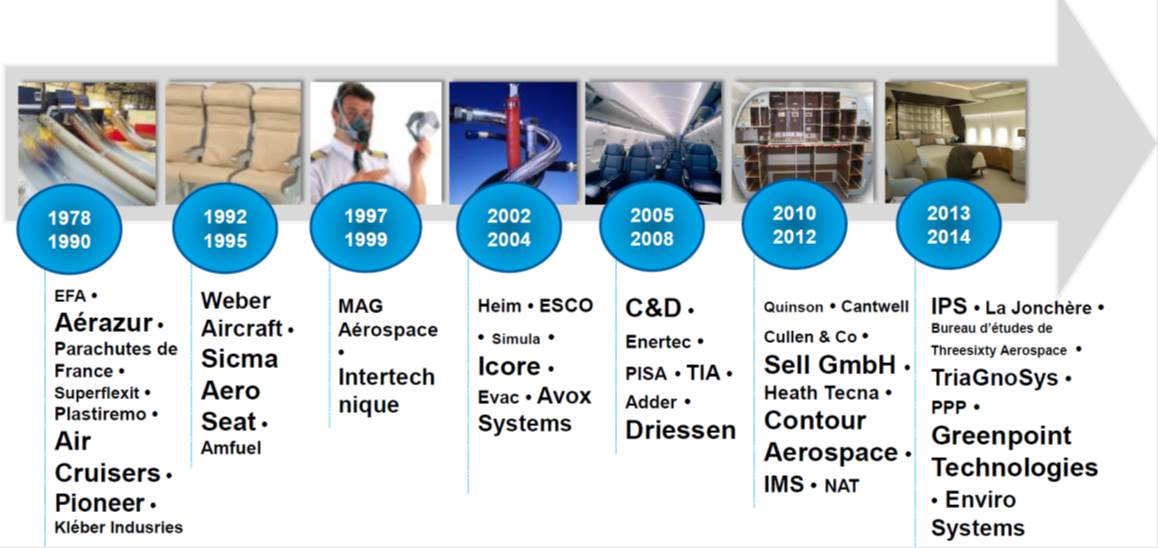 1978
1990
1992
1995
1997
1999
2002
2004
2005
2008
2010
2012
2013
2014
EFA •
Aérazur •
Parachutes de
France •
Superflexit •
Plastiremo •
Air
Cruisers •
Pioneer •
Kléber Indusries
Weber
Aircraft •
Sicma
Aero
Seat •
Amfuel
MAG
Aérospace
•
Intertech
nique
Heim • ESCO
• Simula •
Icore •
Evac • Avox
Systems
C&D •
Enertec •
PISA • TIA •
Adder •
Driessen
Quinson • Cantwell
Cullen & Co •
Sell GmbH •
Heath Tecna •
Contour
Aerospace •
IMS • NAT
IPS • La Jonchère •
Bureau d'études de
Threesixty Aerospace •
TriaGnoSys •
PPP •
Greenpoint
Technologies
• Enviro
Systems